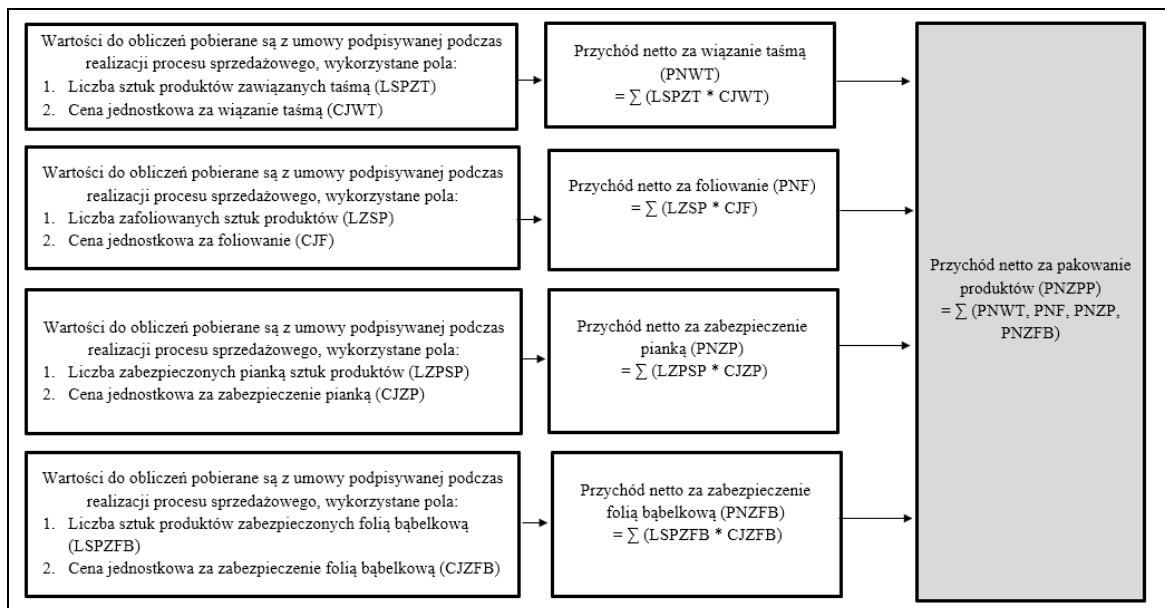 Wartości do obliczeń pobierane są z umowy podpisywanej podczas
realizacji procesu sprzedażowego, wykorzystane pola:
1. Liczba sztuk produktów zawiązanych taśmą (LSPZT)
2. Cena jednostkowa za wiązanie taśmą (CJWT)
Przychód netto za wiązanie taśmą
(PNWT)
= ∑ (LSPZT * CJWT)
Wartości do obliczeń pobierane są z umowy podpisywanej podczas
realizacji procesu sprzedażowego, wykorzystane pola:
1. Liczba zafoliowanych sztuk produktów (LZSP)
2. Cena jednostkowa za foliowanie (CJF)
Przychód netto za foliowanie (PNF)
= ∑ (LZSP * CJF)
Wartości do obliczeń pobierane są z umowy podpisywanej podczas
realizacji procesu sprzedażowego, wykorzystane pola:
1. Liczba zabezpieczonych pianką sztuk produktów (LZPSP)
2. Cena jednostkowa za zabezpieczenie pianką (CJZP)
Przychód netto za zabezpieczenie
pianką (PNZP)
= ∑ (LZPSP * CJZP)
Wartości do obliczeń pobierane są z umowy podpisywanej podczas
realizacji procesu sprzedażowego, wykorzystane pola:
1. Liczba sztuk produktów zabezpieczonych folią bąbelkową
(LSPZFB)
2. Cena jednostkowa za zabezpieczenie folią bąbelkową (CJZFB)
Przychód netto za zabezpieczenie
folią bąbelkową (PNZFB)
= ∑ (LSPZFB * CJZFB)
Przychód netto za pakowanie
produktów (PNZPP)
= ∑ (PNWT, PNF, PNZP,
PNZFB)